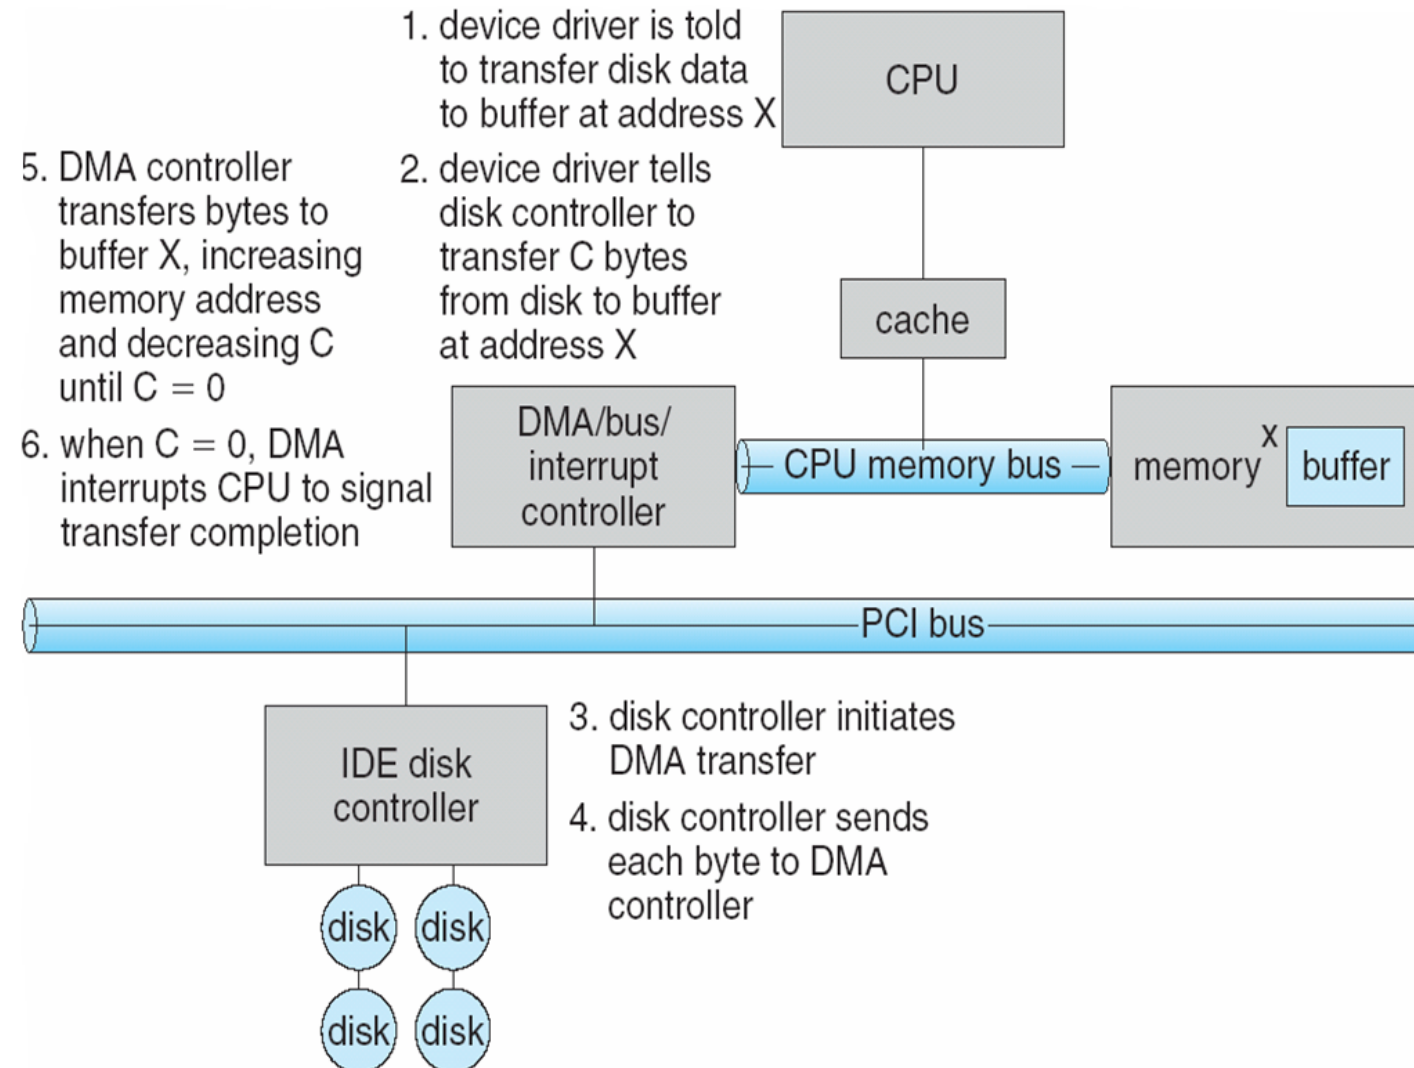 1. device driver is told
to transfer disk data
to buffer at address X
CPU
5. DMA controller
transfers bytes to
buffer X, increasing
memory address
and decreasing C
until C = 0
2. device driver tells
disk controller to
transfer C bytes
from disk to buffer
at address X
cache
6. when C = 0, DMA
interrupts CPU to signal
transfer completion
DMA/bus/
interrupt
controller
CPU memory bus
memory
X
buffer
PCI bus
IDE disk
controller
3. disk controller initiates
DMA transfer
4. disk controller sends
each byte to DMA
controller
disk
disk
disk
disk